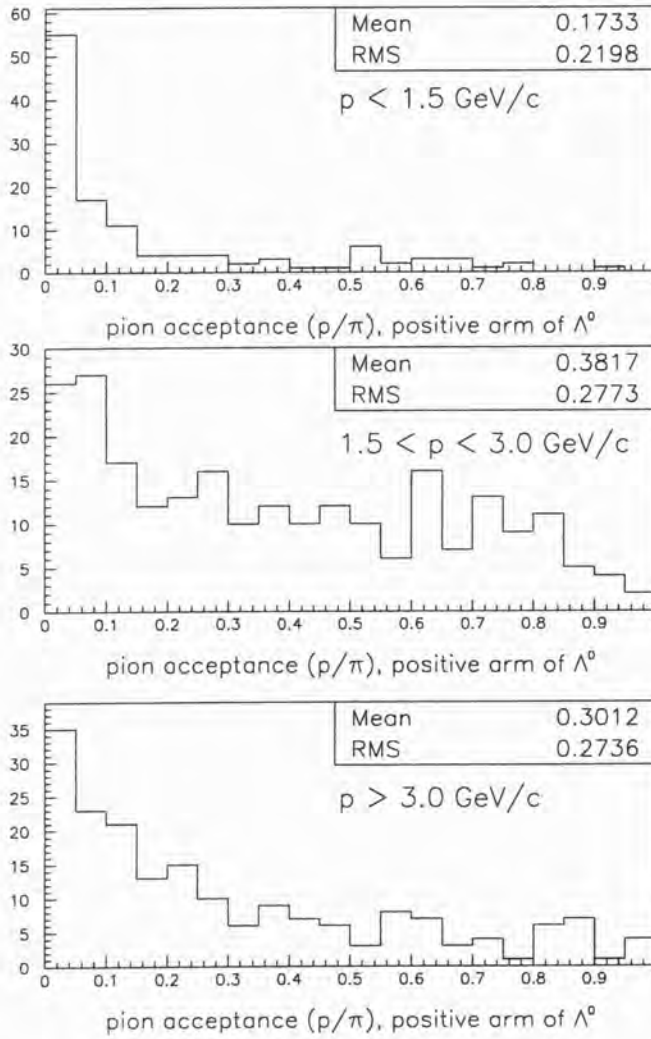 60
Mean 0.1733
50
RMS 0.2198
p < 1.5 GeV/c
40
30
20
10
0
0 0.1 0.2 0.3 0.4 0.5 0.6 0.7 0.8 0.9
pion acceptance (p/π), positive arm of Λ⁰
30
Mean 0.3817
25
RMS 0.2773
1.5 < p < 3.0 GeV/c
20
15
10
5
0
0 0.1 0.2 0.3 0.4 0.5 0.6 0.7 0.8 0.9
pion acceptance (p/π), positive arm of Λ⁰
Mean 0.3012
35
RMS 0.2736
30
p > 3.0 GeV/c
25
20
15
10
5
0
0 0.1 0.2 0.3 0.4 0.5 0.6 0.7 0.8 0.9
pion acceptance (p/π), positive arm of Λ⁰